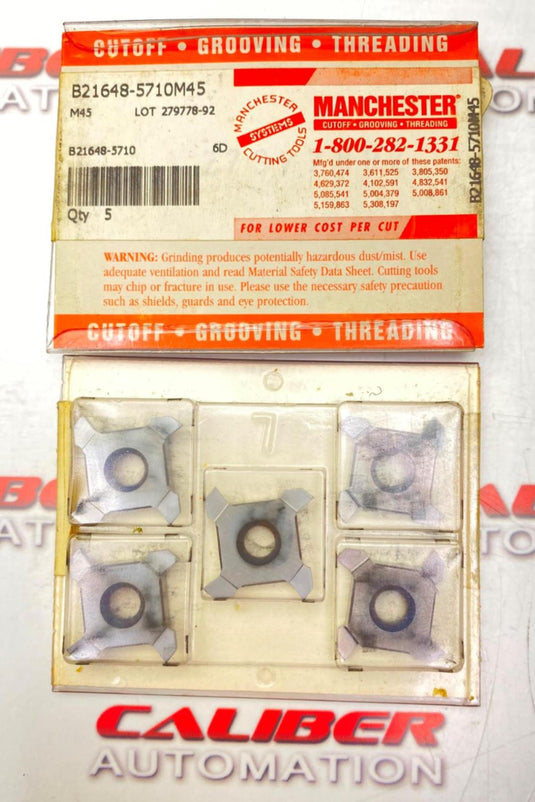 CUTOFF • GROOVING • THREADING
B21648-5710M45
M45 LOT 279778-92
B21648-5710 6D
Qty 5
MANCHESTER
SYSTEMS
CUTTING TOOLS
MANCHESTER®
CUTOFF • GROOVING • THREADING
1-800-282-1331
Mfg'd under one or more of these patents:
3,760,474 3,611,525 3,805,350
4,629,372 4,102,591 4,832,541
5,085,541 5,004,379 5,008,861
5,159,863 5,308,197
FOR LOWER COST PER CUT
B21648-5710M45
WARNING: Grinding produces potentially hazardous dust/mist. Use
adequate ventilation and read Material Safety Data Sheet. Cutting tools
may chip or fracture in use. Please use the necessary safety precaution
such as shields, guards and eye protection.
CUTOFF • GROOVING • THREADING
7
CALIBER
AUTOMATION